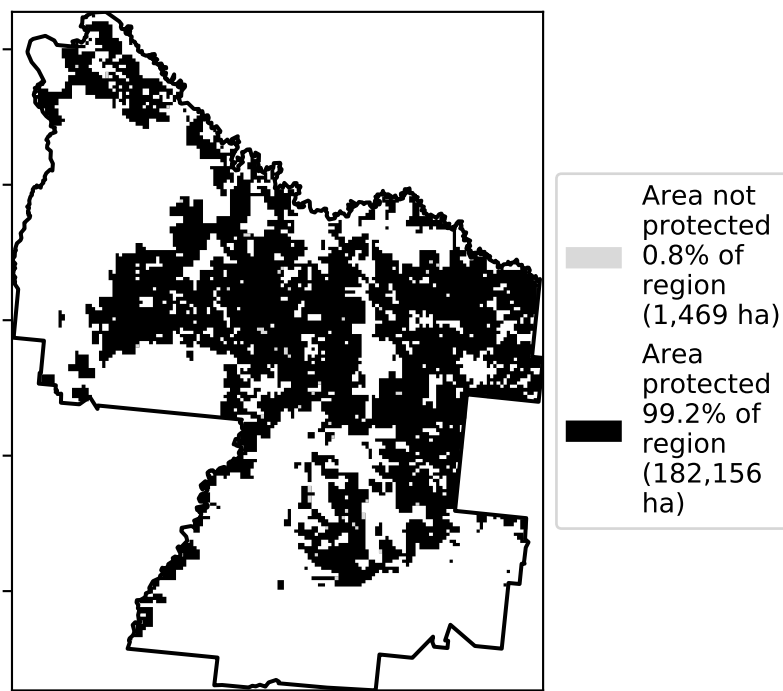 Area not
protected
0.8% of
region
(1,469 ha)
Area
protected
99.2% of
region
(182,156
ha)